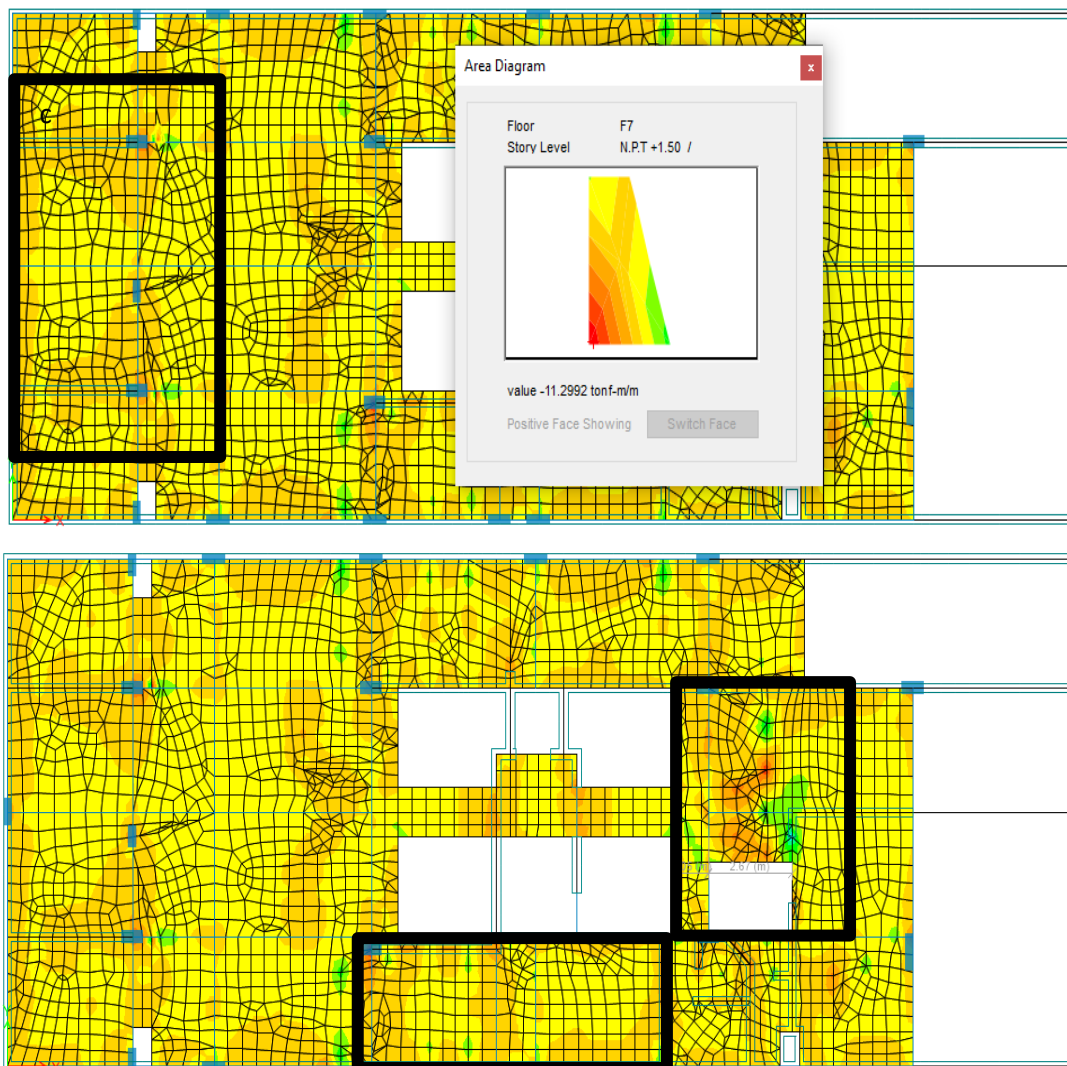 Area Diagram
x
Floor F7
Story Level N.P.T +1.50 /
C
value -11.2992 tonf-m/m
Positive Face Showing Switch Face
X
2.67 (m)